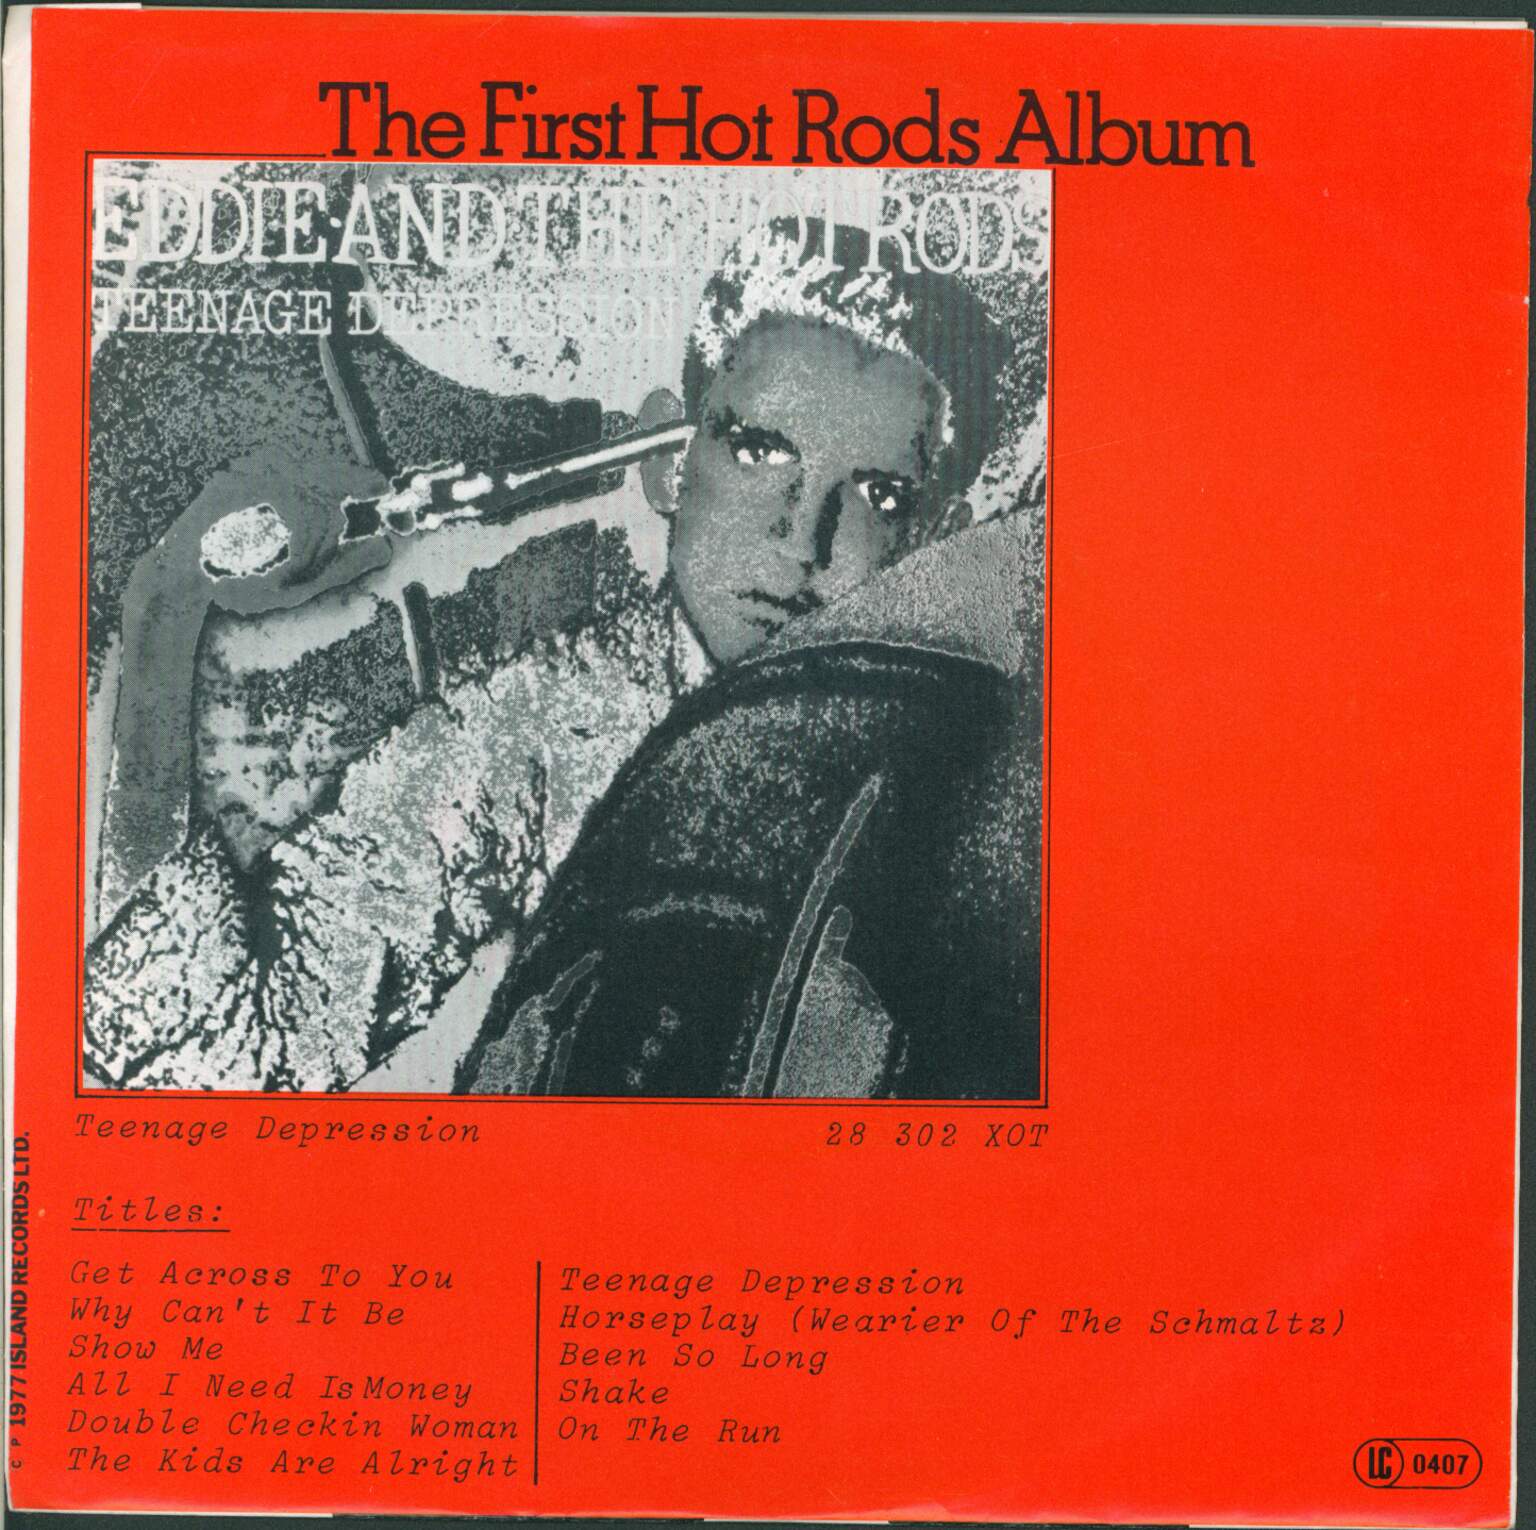 The First Hot Rods Album
EDDIE AND THE HOT RODS
TEENAGE DEPRESSION
Teenage Depression
28 302 XOT
Titles:
Get Across To You
Why Can't It Be
Show Me
All I Need Is Money
Double Checkin Woman
The Kids Are Alright
Teenage Depression
Horseplay (Wearier Of The Schmaltz)
Been So Long
Shake
On The Run
C P 1977 ISLAND RECORDS LTD.
LC 0407